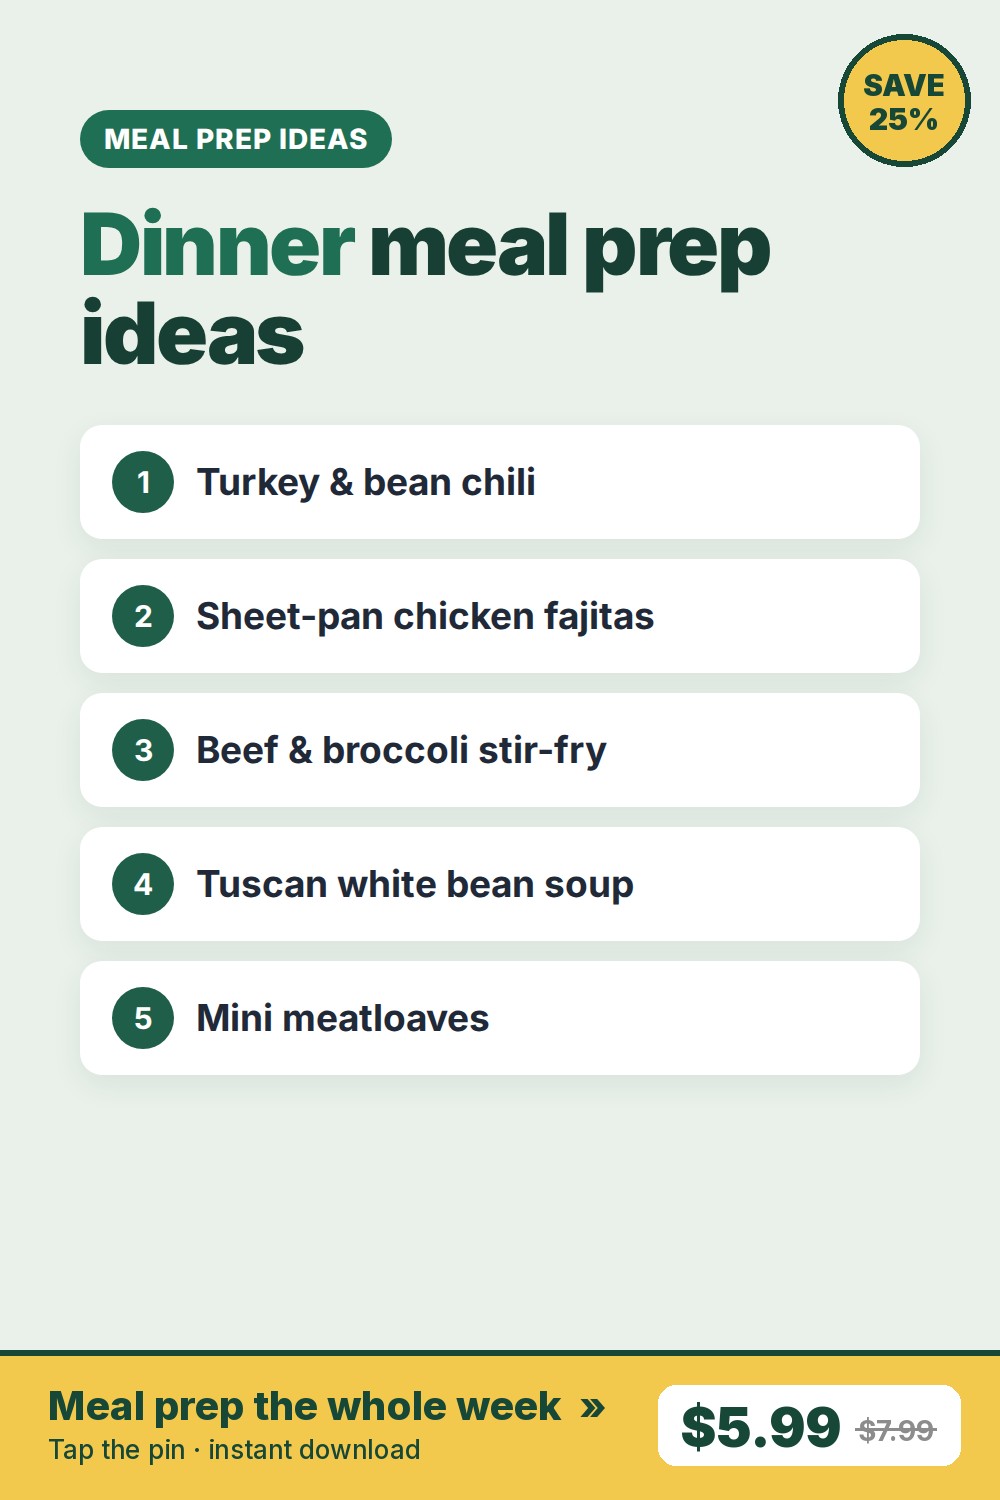 SAVE
25%
MEAL PREP IDEAS
Dinner meal prep
ideas
1 Turkey & bean chili
2 Sheet-pan chicken fajitas
3 Beef & broccoli stir-fry
4 Tuscan white bean soup
5 Mini meatloaves
Meal prep the whole week »
Tap the pin · instant download
$5.99 $7.99